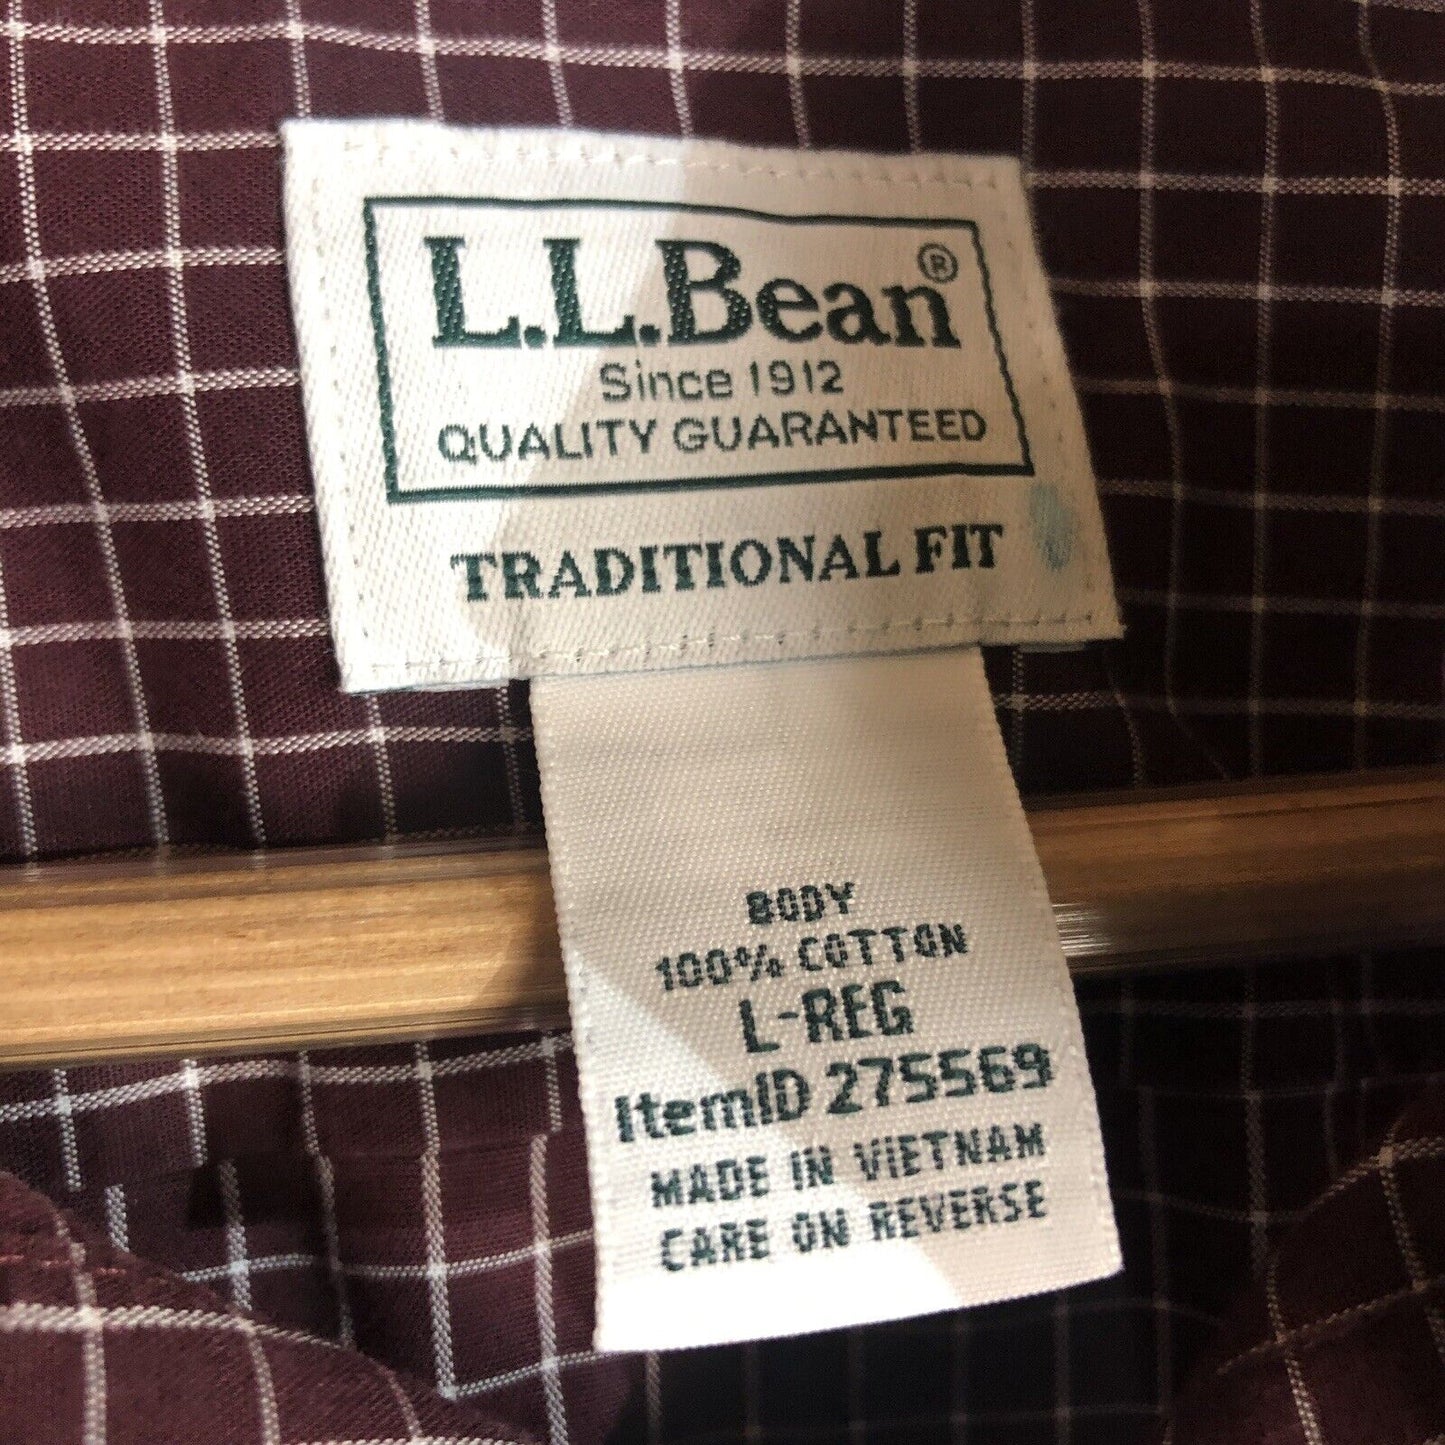 L.L.Bean®
Since 1912
QUALITY GUARANTEED
TRADITIONAL FIT
BODY
100% COTTON
L-REG
ItemID 275569
MADE IN VIETNAM
CARE ON REVERSE